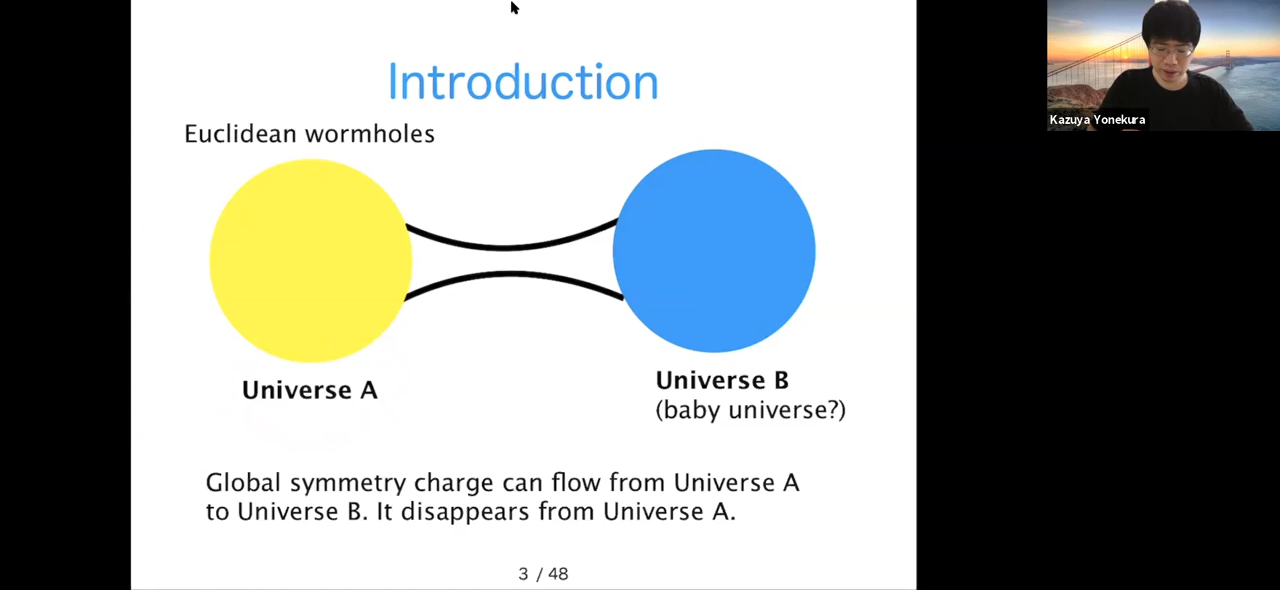 Introduction
Kazuya Yonekura
Euclidean wormholes
Universe A
Universe B
(baby universe?)
Global symmetry charge can flow from Universe A
to Universe B. It disappears from Universe A.
3 / 48